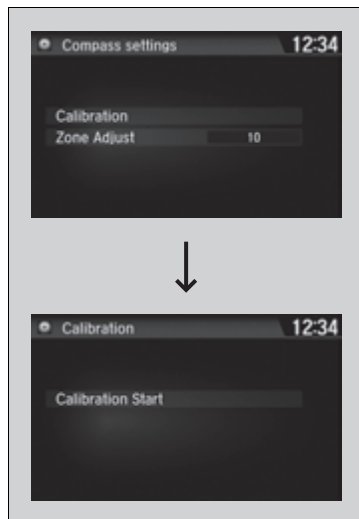 Compass settings 12:34
Calibration
Zone Adjust 10
Calibration 12:34
Calibration Start